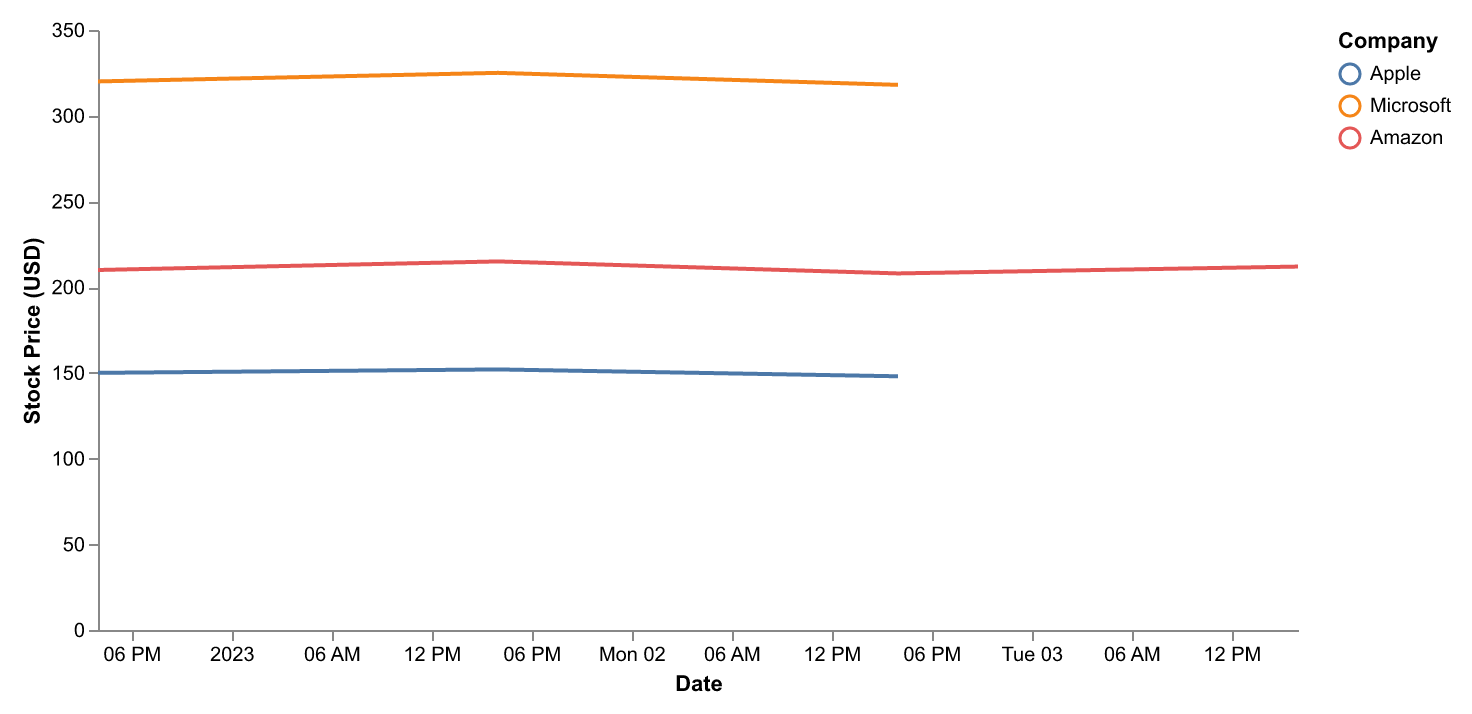 350
300
250
200
150
100
50
0
Stock Price (USD)
06 PM 2023 06 AM 12 PM 06 PM Mon 02 06 AM 12 PM 06 PM Tue 03 06 AM 12 PM
Date
Company
Apple
Microsoft
Amazon